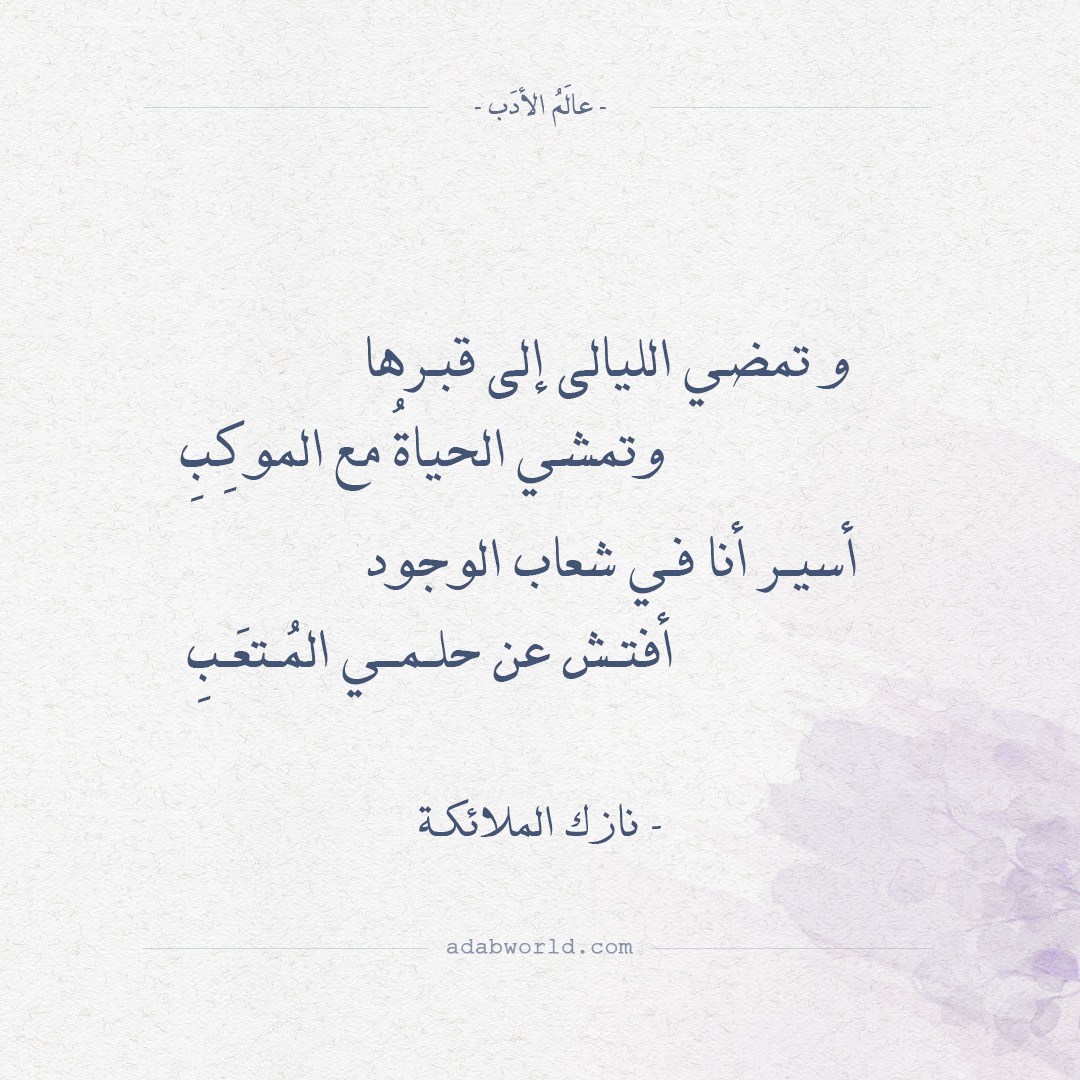 - عالَمُ الأدَب -
و تمضي الليالى إلى قبرها
وتمشي الحياةُ مع الموكِبِ
أسير أنا في شعاب الوجود
أفتش عن حلمي المُتعَبِ
- نازك الملائكة
adabworld.com